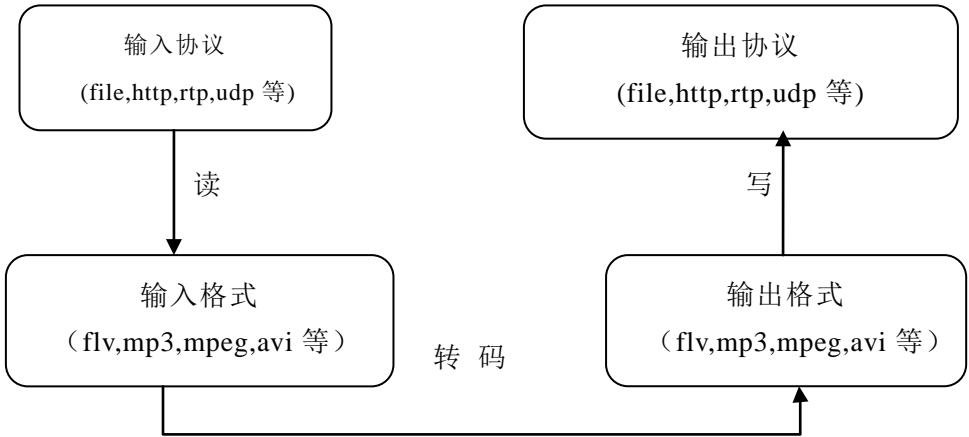 输入协议
(file,http,rtp,udp 等)
输出协议
(file,http,rtp,udp 等)
读
写
输入格式
（flv,mp3,mpeg,avi 等）
输出格式
（flv,mp3,mpeg,avi 等）
转 码